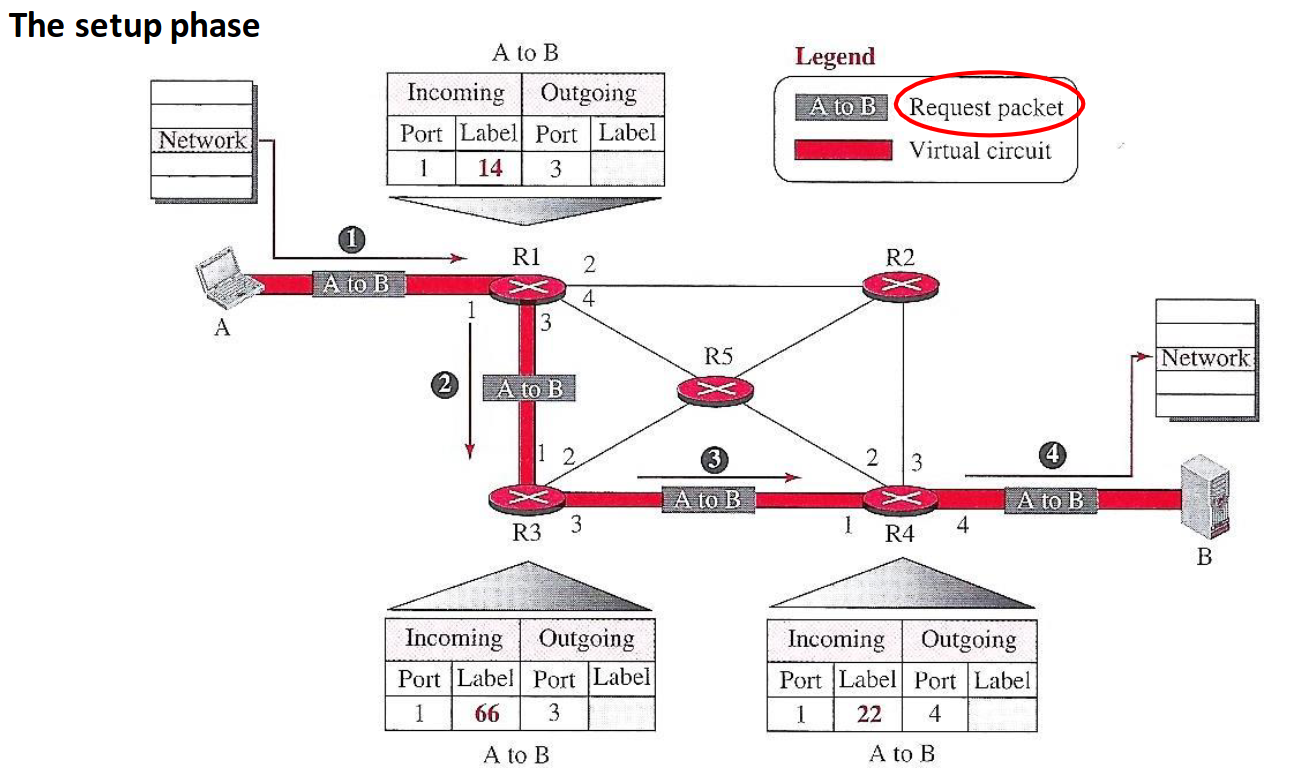 The setup phase
A to B
Incoming Outgoing
Port Label Port Label
1 14 3
Legend
A to B Request packet
Virtual circuit
Network
1
A to B
A
1
R1
2
4
3
R2
2
A to B
R5
Network
1
2
3
A to B
2
3
4
A to B
R3
3
1
R4
4
B
Incoming Outgoing
Port Label Port Label
1 66 3
A to B
Incoming Outgoing
Port Label Port Label
1 22 4
A to B